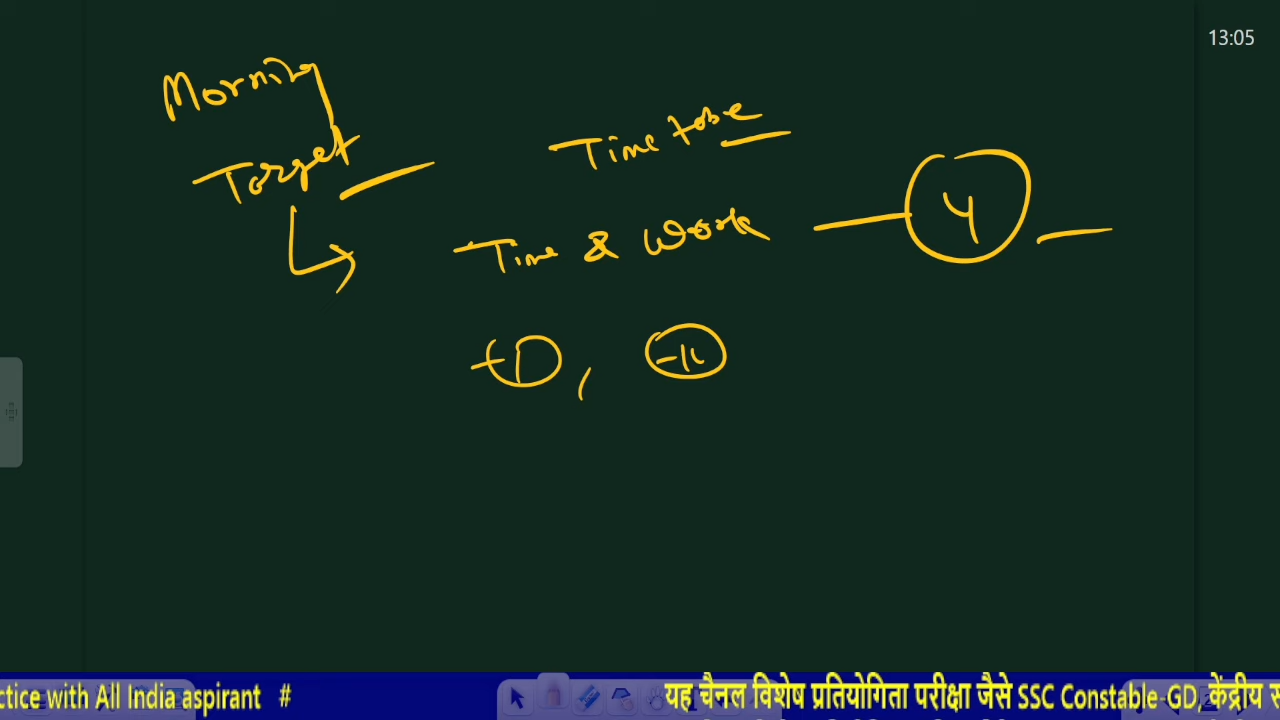 13:05
Morning
Target
Time tobe
Time & Work — 4
ctice with All India aspirant # यह चैनल विशेष प्रतियोगिता परीक्षा जैसे SSC Constable GD, केंद्रीय